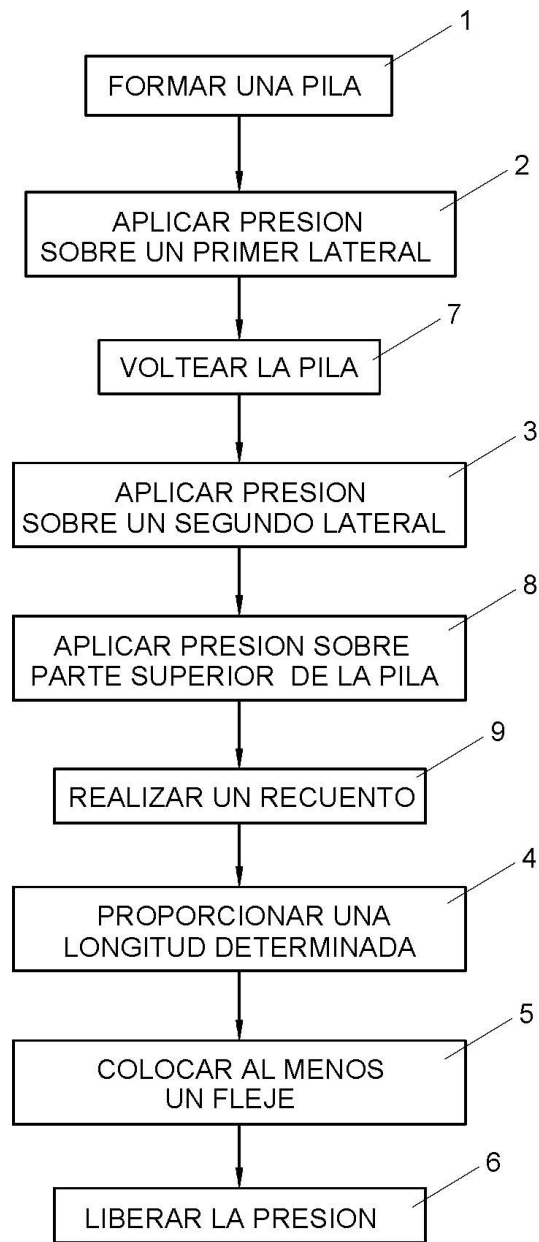 1
FORMAR UNA PILA
2
APLICAR PRESION
SOBRE UN PRIMER LATERAL
7
VOLTEAR LA PILA
3
APLICAR PRESION
SOBRE UN SEGUNDO LATERAL
8
APLICAR PRESION SOBRE
PARTE SUPERIOR DE LA PILA
9
REALIZAR UN RECUENTO
4
PROPORCIONAR UNA
LONGITUD DETERMINADA
5
COLOCAR AL MENOS
UN FLEJE
6
LIBERAR LA PRESION